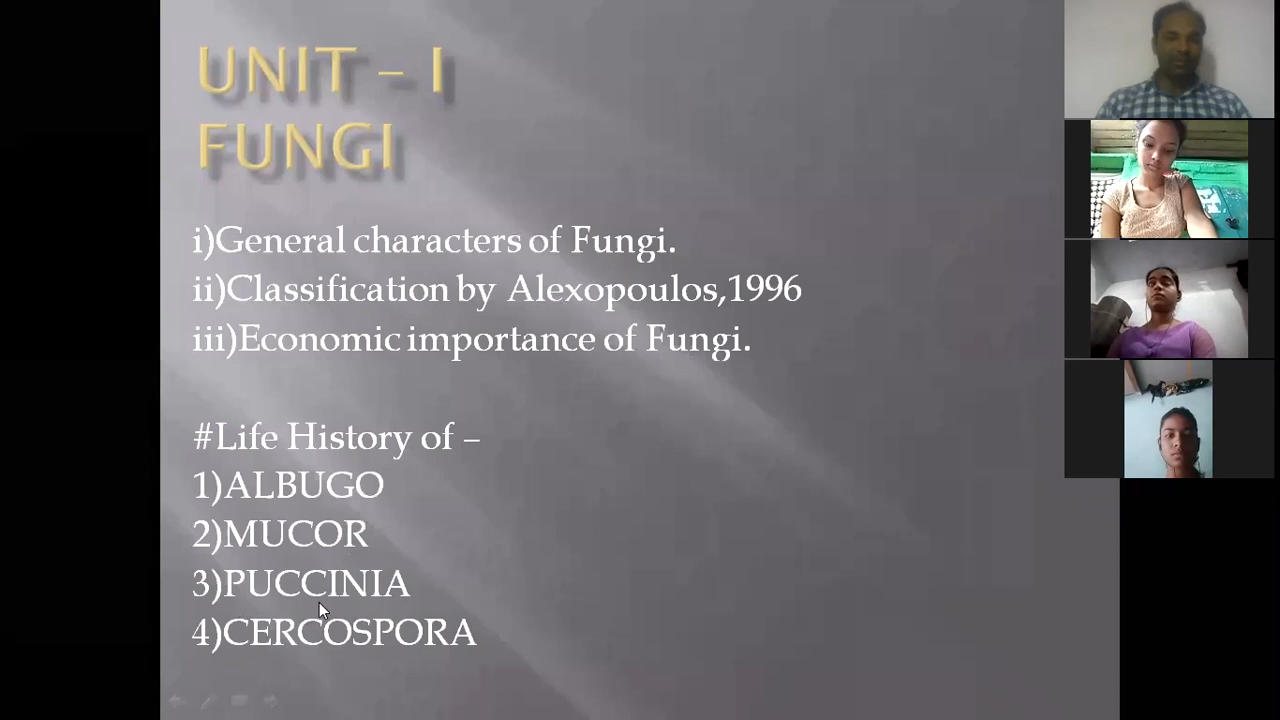 UNIT – I
FUNGI
i)General characters of Fungi.
ii)Classification by Alexopoulos,1996
iii)Economic importance of Fungi.
#Life History of –
1)ALBUGO
2)MUCOR
3)PUCCINIA
4)CERCOSPORA